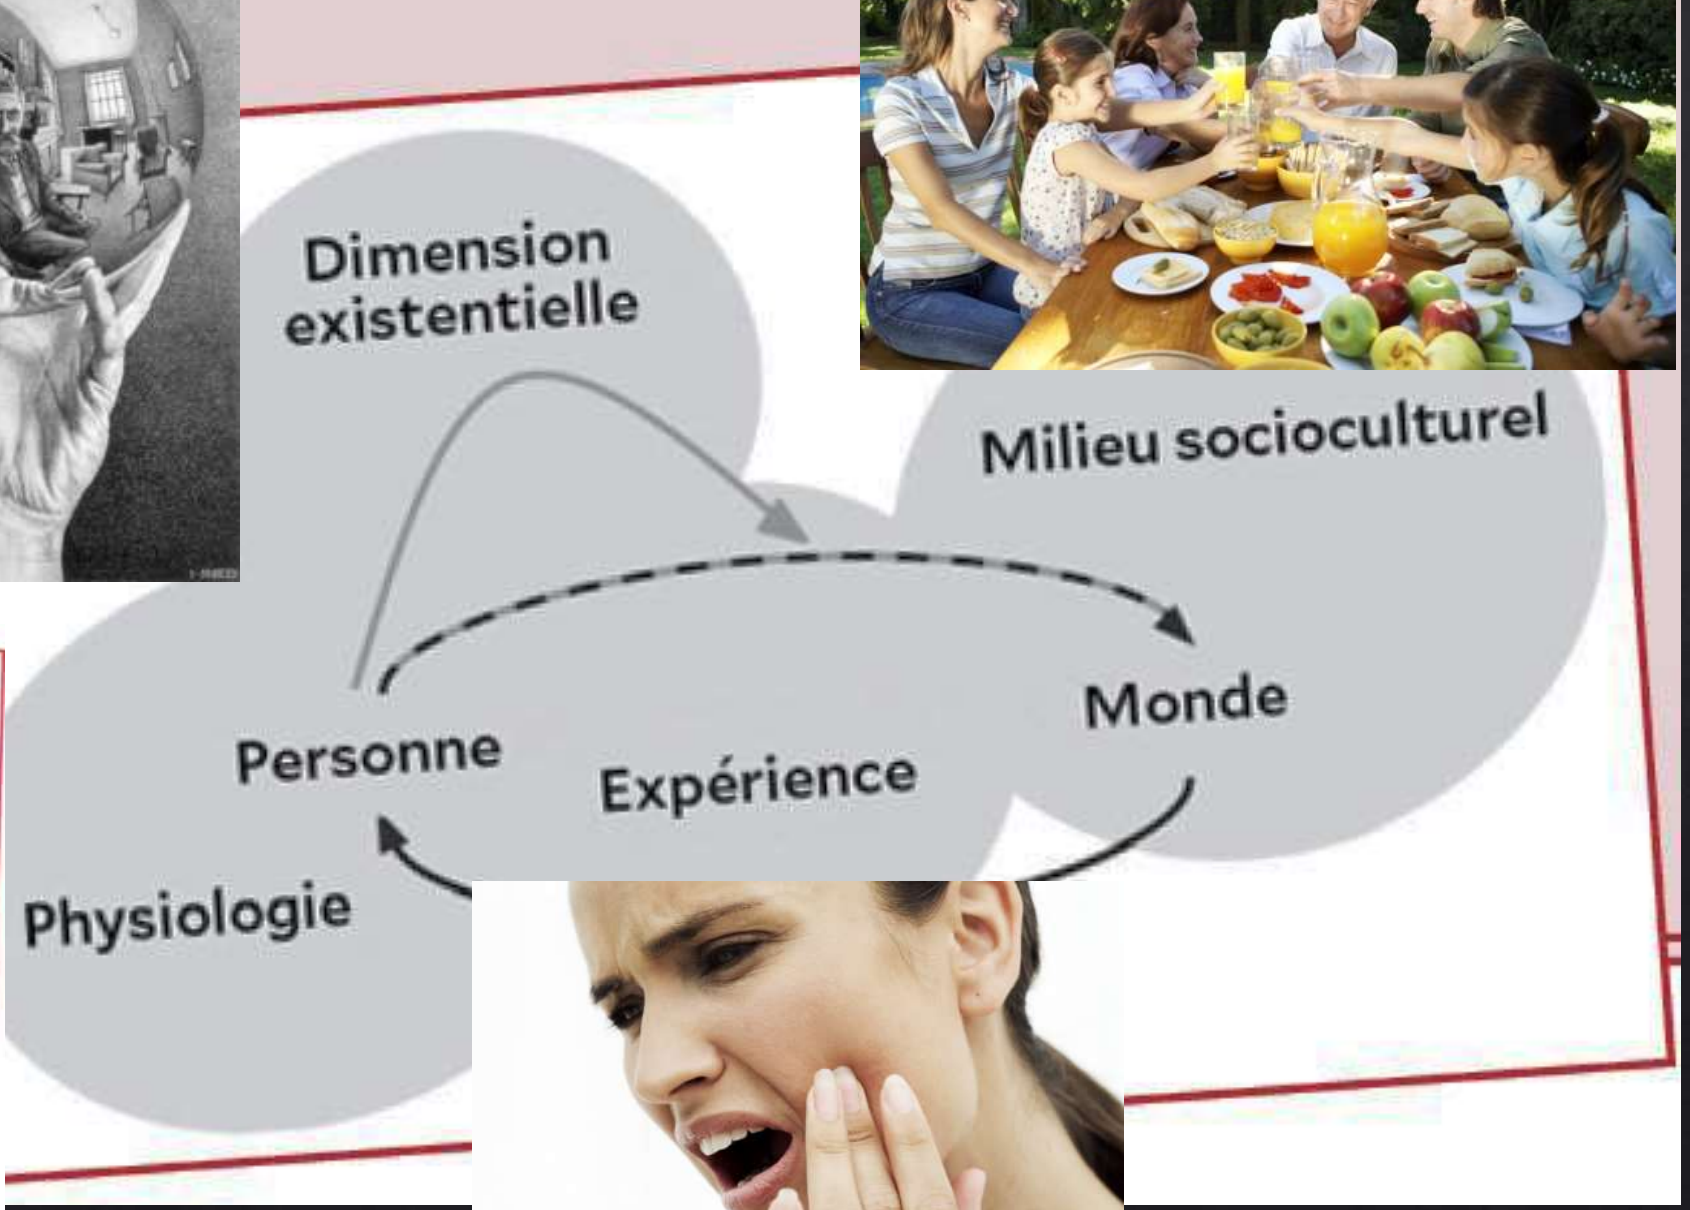 Dimension
existentielle
Milieu socioculturel
Monde
Personne
Expérience
Physiologie